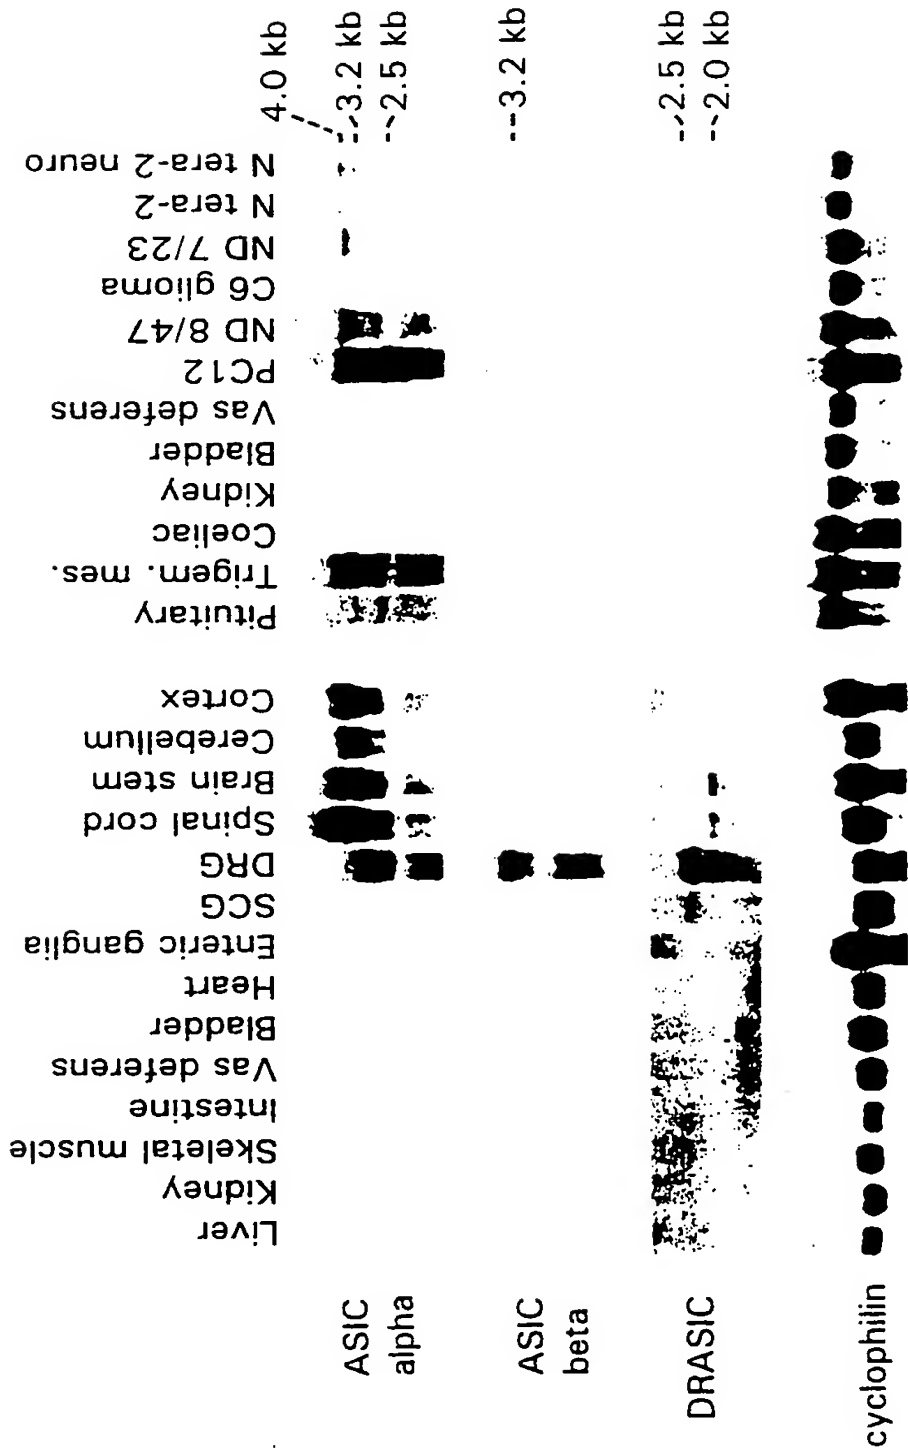 Liver
Kidney
Skeletal muscle
Intestine
Vas deferens
Bladder
Heart
Enteric ganglia
SCG
DRG
Spinal cord
Brain stem
Cerebellum
Cortex
Pituitary
Trigem. mes.
Coeliac
Kidney
Bladder
Vas deferens
PC12
ND 8/47
C6 glioma
ND 7/23
N tera-2
N tera-2 neuro
ASIC
alpha
4.0 kb
3.2 kb
2.5 kb
ASIC
beta
3.2 kb
DRASIC
2.5 kb
2.0 kb
cyclophilin